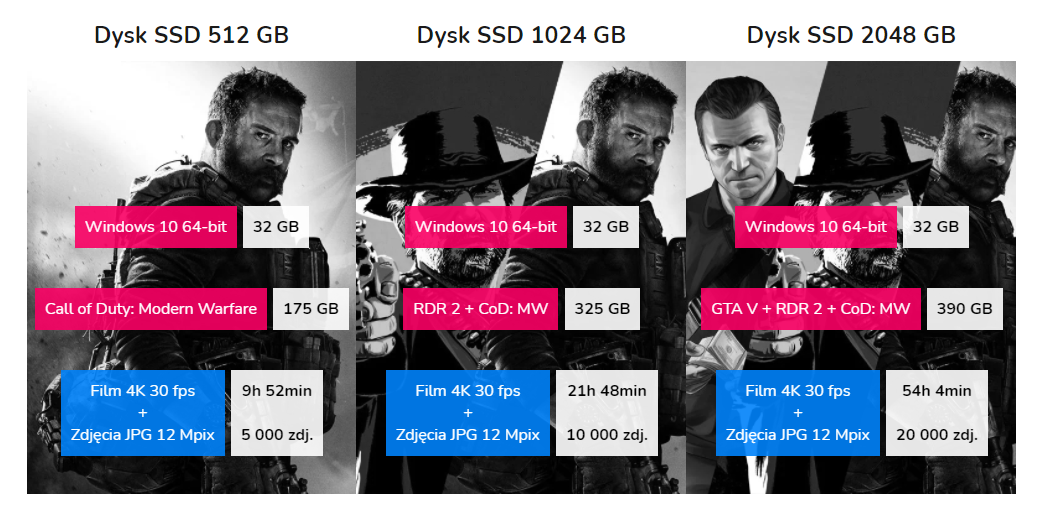 Dysk SSD 512 GB
Windows 10 64-bit 32 GB
Call of Duty: Modern Warfare 175 GB
Film 4K 30 fps 9h 52min
+
Zdjęcia JPG 12 Mpix 5 000 zdj.
Dysk SSD 1024 GB
Windows 10 64-bit 32 GB
RDR 2 + CoD: MW 325 GB
Film 4K 30 fps 21h 48min
+
Zdjęcia JPG 12 Mpix 10 000 zdj.
Dysk SSD 2048 GB
Windows 10 64-bit 32 GB
GTA V + RDR 2 + CoD: MW 390 GB
Film 4K 30 fps 54h 4min
+
Zdjęcia JPG 12 Mpix 20 000 zdj.